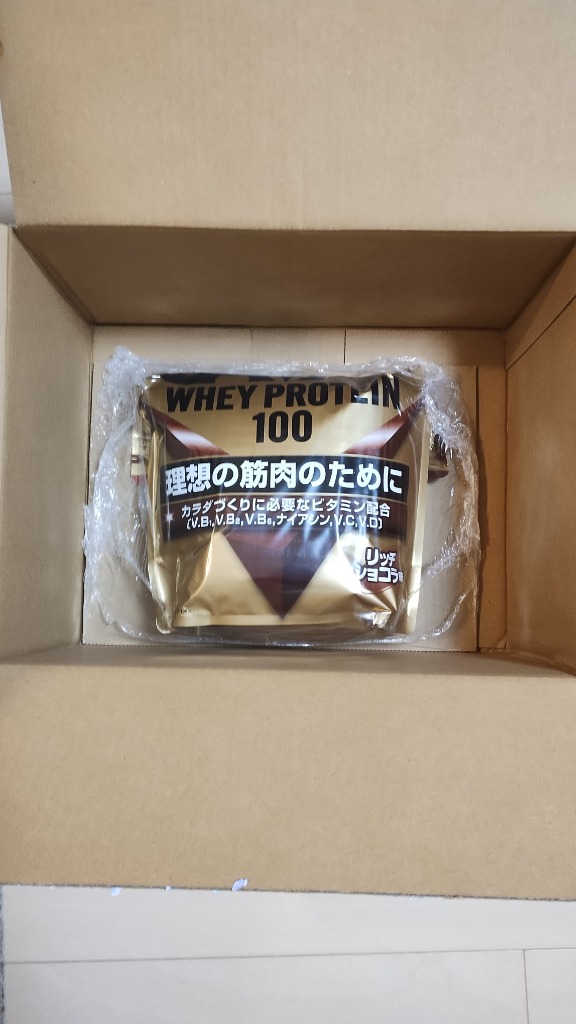 WHEY PROTEIN
100
理想の筋肉のために
カラダづくりに必要なビタミン配合
(V.B₁,V.B₂,V.B₆,ナイアシン,V.C,V.D)
リッチ
ショコラ味